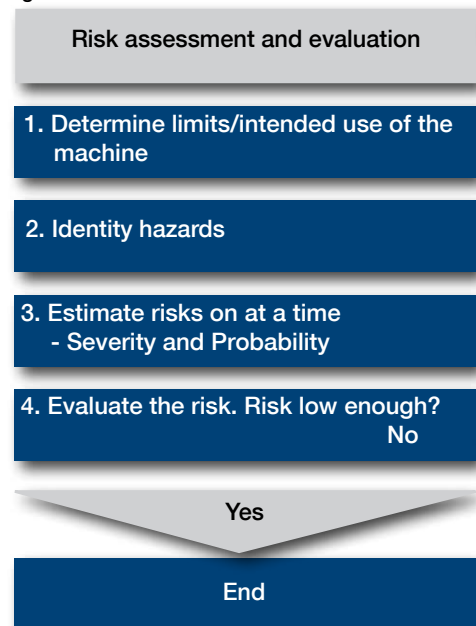 Risk assessment and evaluation
1. Determine limits/intended use of the
machine
2. Identity hazards
3. Estimate risks on at a time
- Severity and Probability
4. Evaluate the risk. Risk low enough?
No
Yes
End